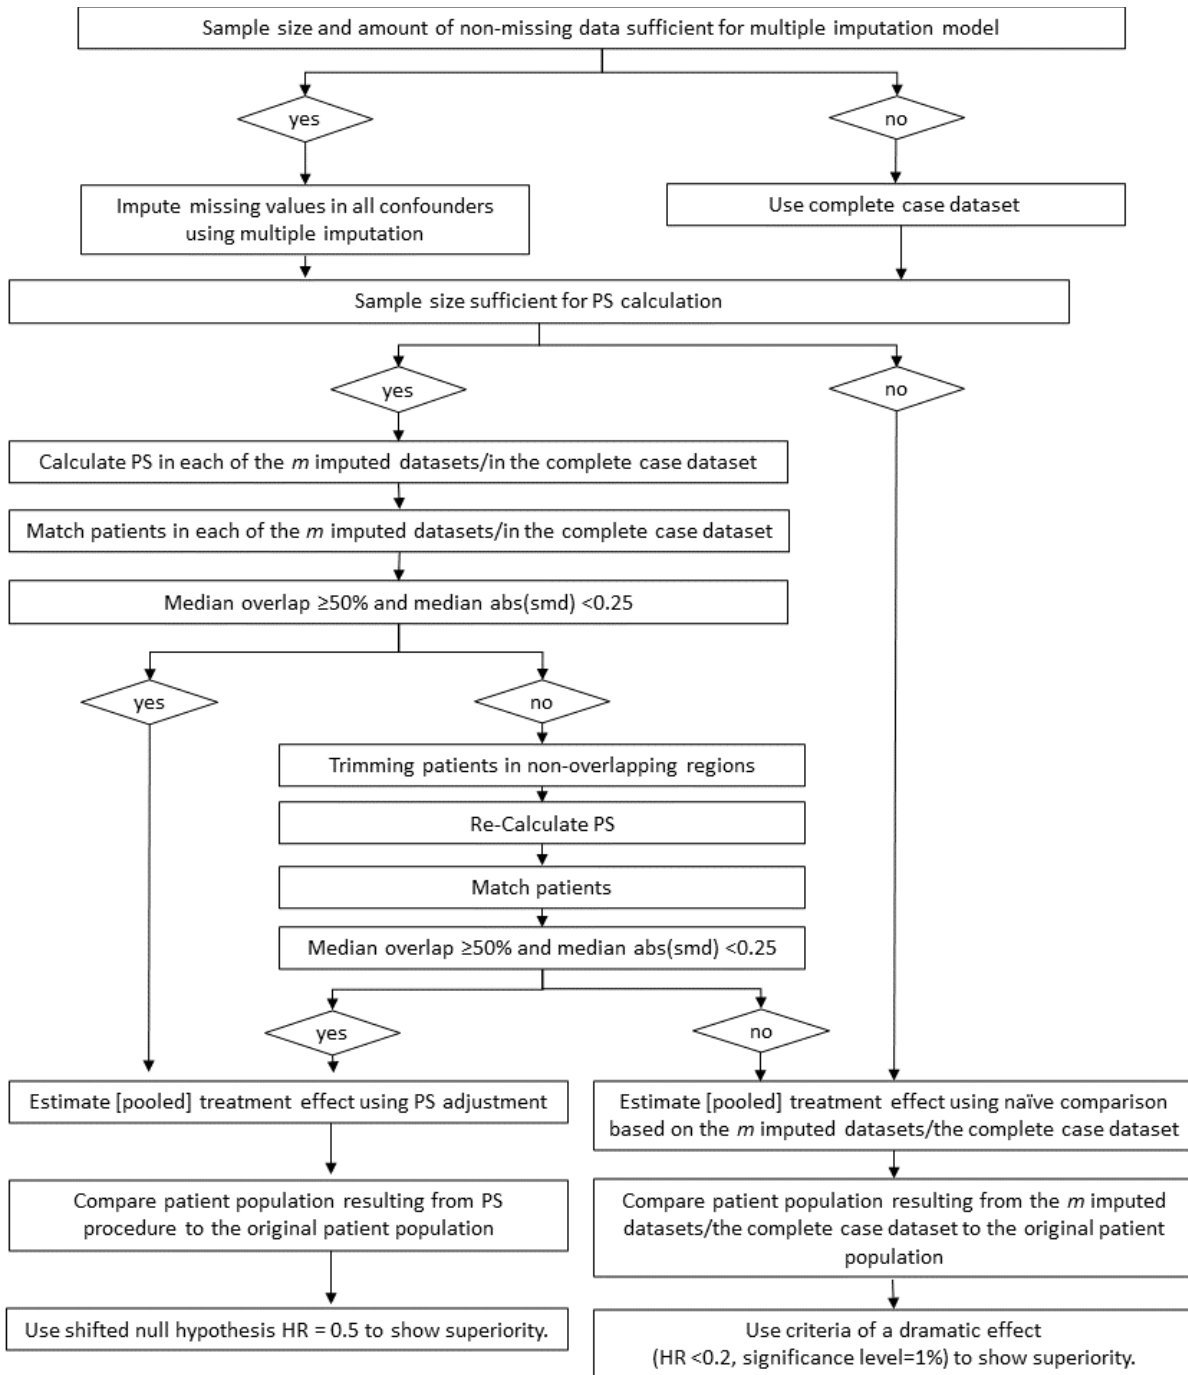 Sample size and amount of non-missing data sufficient for multiple imputation model
yes
no
Impute missing values in all confounders
using multiple imputation
Use complete case dataset
Sample size sufficient for PS calculation
yes
no
Calculate PS in each of the m imputed datasets/in the complete case dataset
Match patients in each of the m imputed datasets/in the complete case dataset
Median overlap ≥50% and median abs(smd) <0.25
yes
no
Trimming patients in non-overlapping regions
Re-Calculate PS
Match patients
Median overlap ≥50% and median abs(smd) <0.25
yes
no
Estimate [pooled] treatment effect using PS adjustment
Estimate [pooled] treatment effect using naïve comparison
based on the m imputed datasets/the complete case dataset
Compare patient population resulting from PS
procedure to the original patient population
Compare patient population resulting from the m imputed
datasets/the complete case dataset to the original patient
population
Use shifted null hypothesis HR = 0.5 to show superiority.
Use criteria of a dramatic effect
(HR <0.2, significance level=1%) to show superiority.